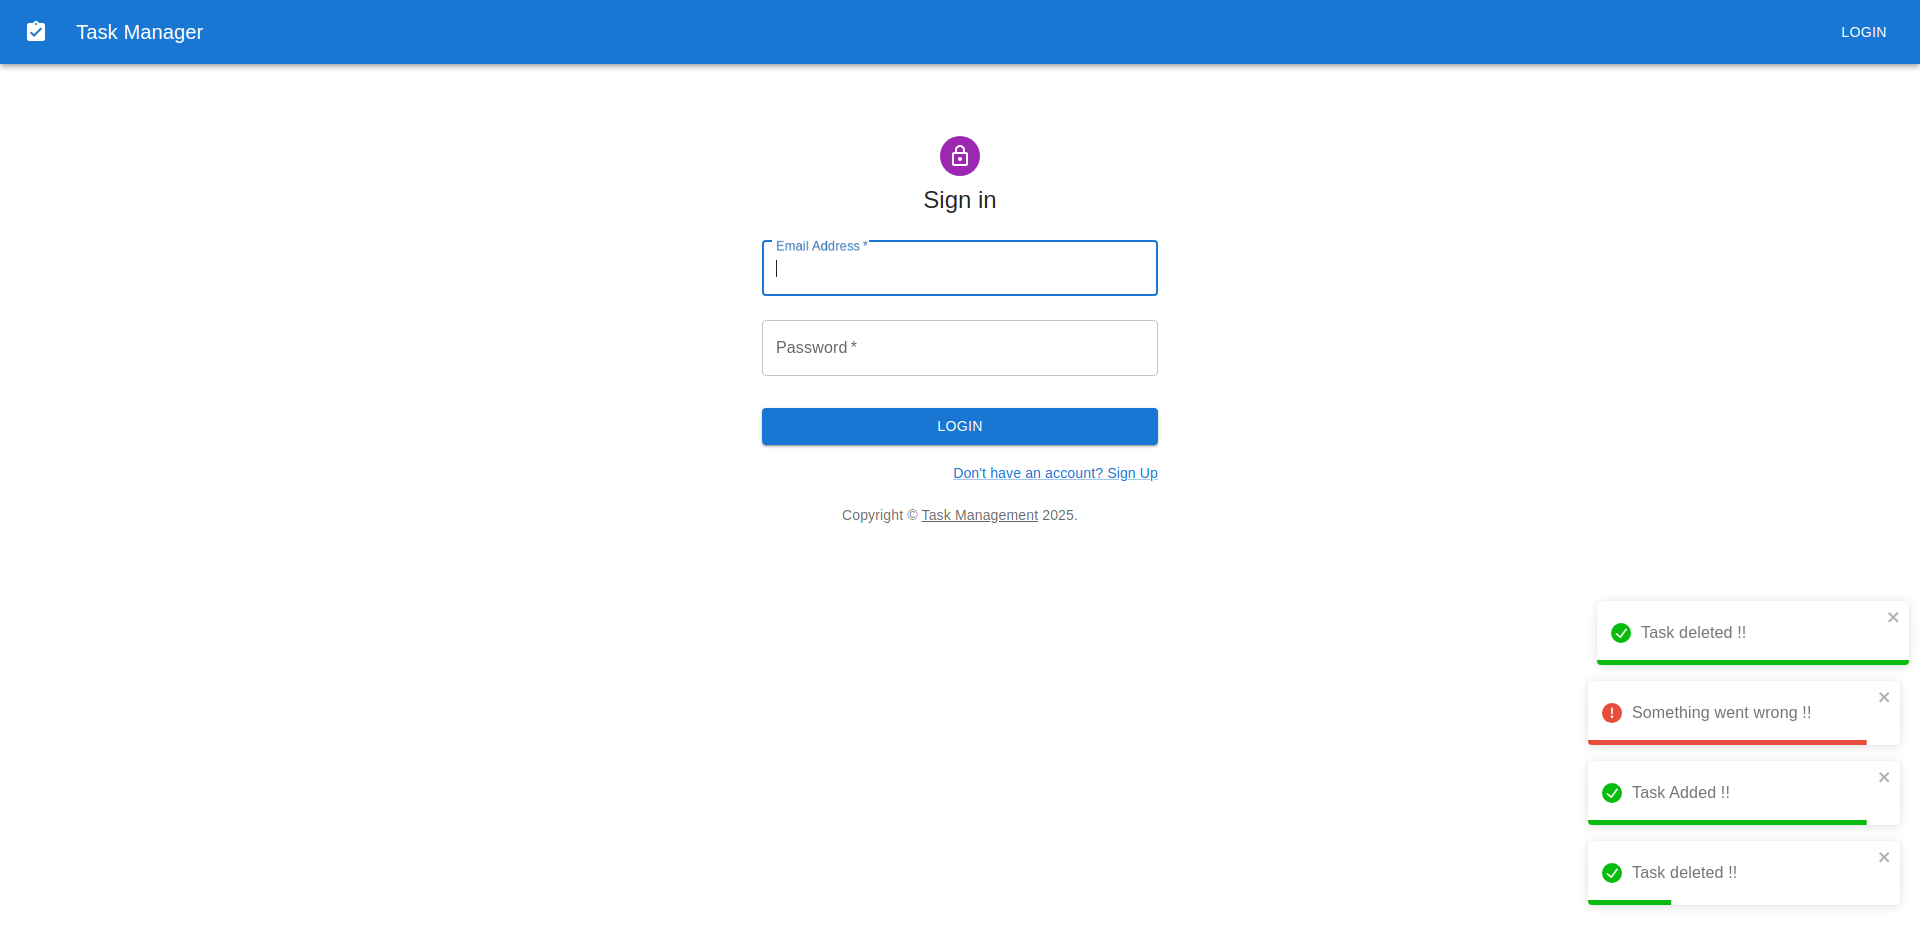 Task Manager
LOGIN
Sign in
Email Address *
Password *
LOGIN
Don't have an account? Sign Up
Copyright © Task Management 2025.
Task deleted !!
Something went wrong !!
Task Added !!
Task deleted !!